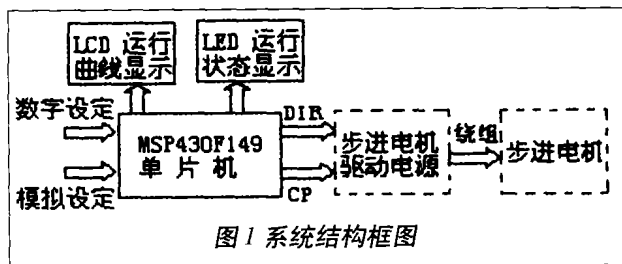 LCD 运行
曲线显示
LED 运行
状态显示
数字设定
模拟设定
MSP430F149
单片机
DIR
CP
步进电机
驱动电源
绕组
步进电机
图1 系统结构框图